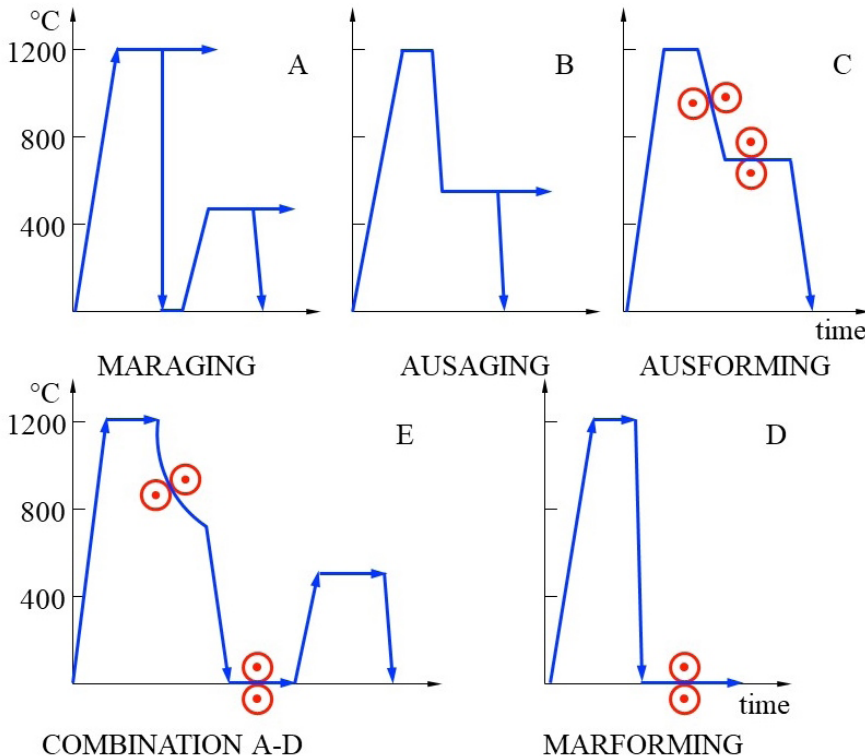 °C
1200
800
400
A
B
C
time
MARAGING
AUSAGING
AUSFORMING
°C
1200
800
400
E
D
time
COMBINATION A-D
MARFORMING